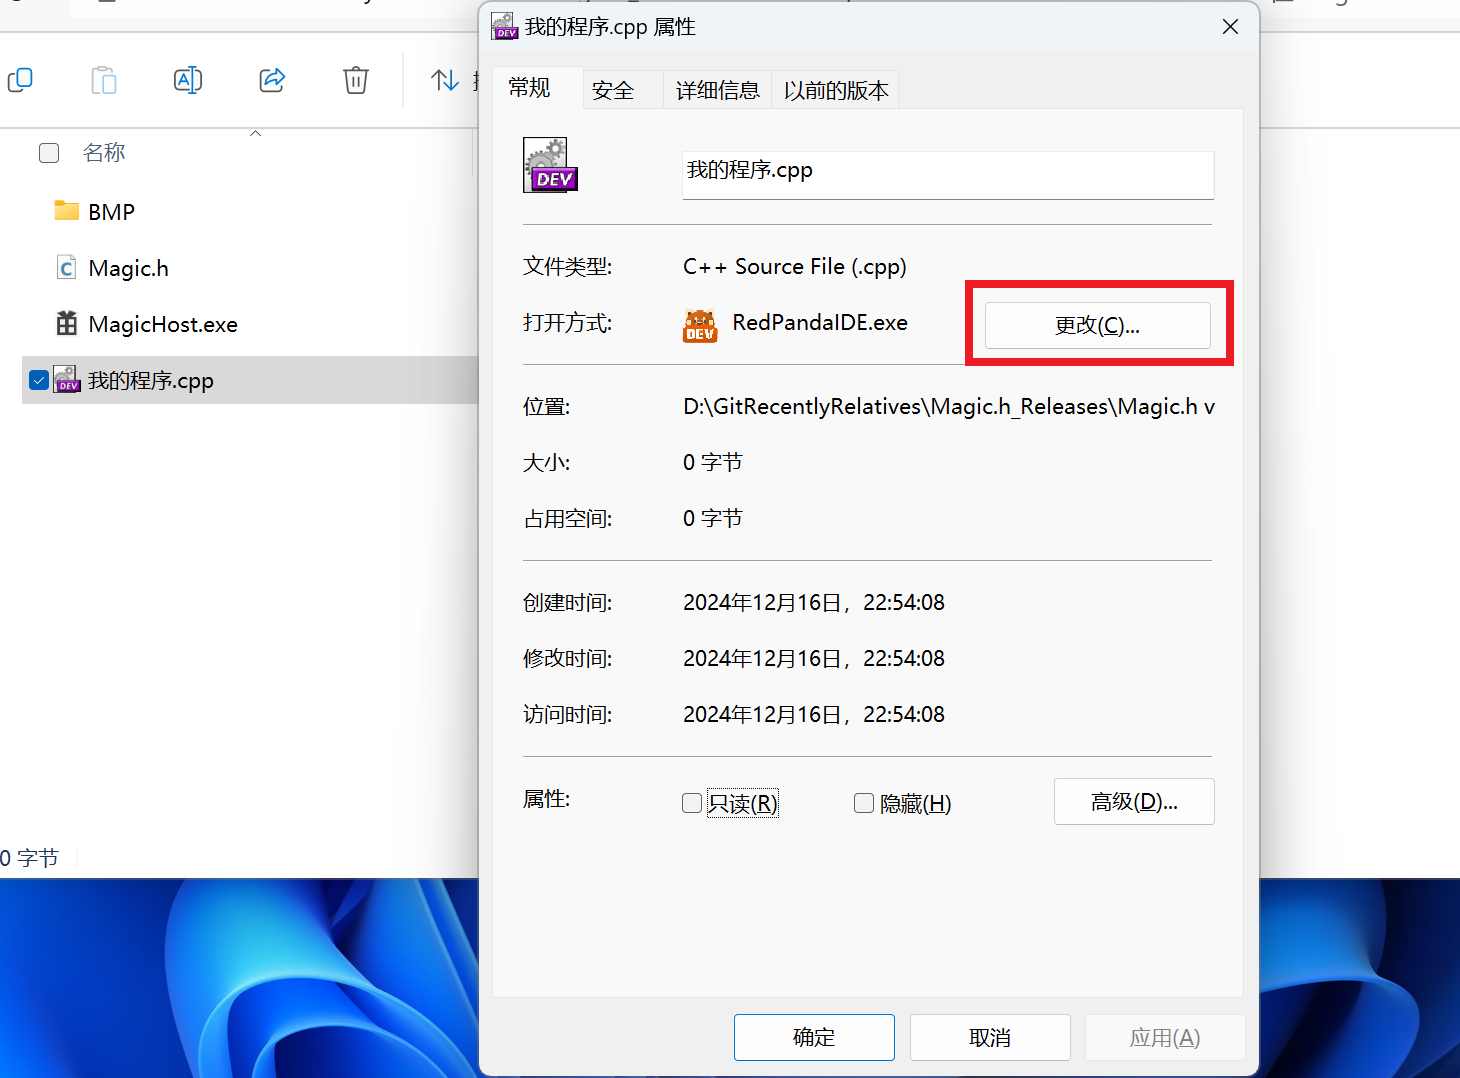 我的程序.cpp 属性
常规 安全 详细信息 以前的版本
名称
BMP
Magic.h
MagicHost.exe
我的程序.cpp
0 字节
DEV
我的程序.cpp
文件类型: C++ Source File (.cpp)
打开方式: RedPandaIDE.exe 更改(C)...
位置: D:\GitRecentlyRelatives\Magic.h_Releases\Magic.h v
大小: 0 字节
占用空间: 0 字节
创建时间: 2024年12月16日，22:54:08
修改时间: 2024年12月16日，22:54:08
访问时间: 2024年12月16日，22:54:08
属性: 只读(R) 隐藏(H) 高级(D)...
确定 取消 应用(A)